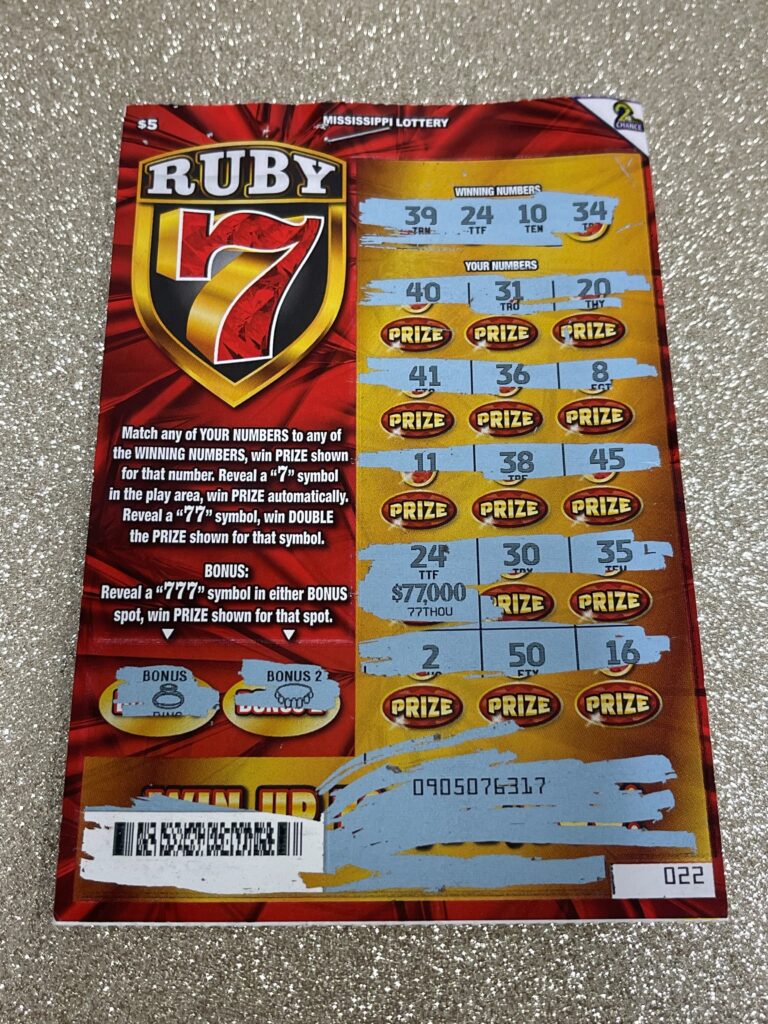 $5
MISSISSIPPI LOTTERY
2ND CHANCE
RUBY
7
WINNING NUMBERS
39 24 10 34
TRN TTF TEN
YOUR NUMBERS
40 31 20
TRO THY
PRIZE PRIZE PRIZE
41 36 8
PRIZE PRIZE PRIZE
11 38 45
PRIZE PRIZE PRIZE
24 30 35
TTF
$77,000 PRIZE PRIZE
77THOU
2 50 16
PRIZE PRIZE PRIZE
Match any of YOUR NUMBERS to any of
the WINNING NUMBERS, win PRIZE shown
for that number. Reveal a "7" symbol
in the play area, win PRIZE automatically.
Reveal a "77" symbol, win DOUBLE
the PRIZE shown for that symbol.
BONUS:
Reveal a "777" symbol in either BONUS
spot, win PRIZE shown for that spot.
BONUS BONUS 2
WIN UP
0905076317
022